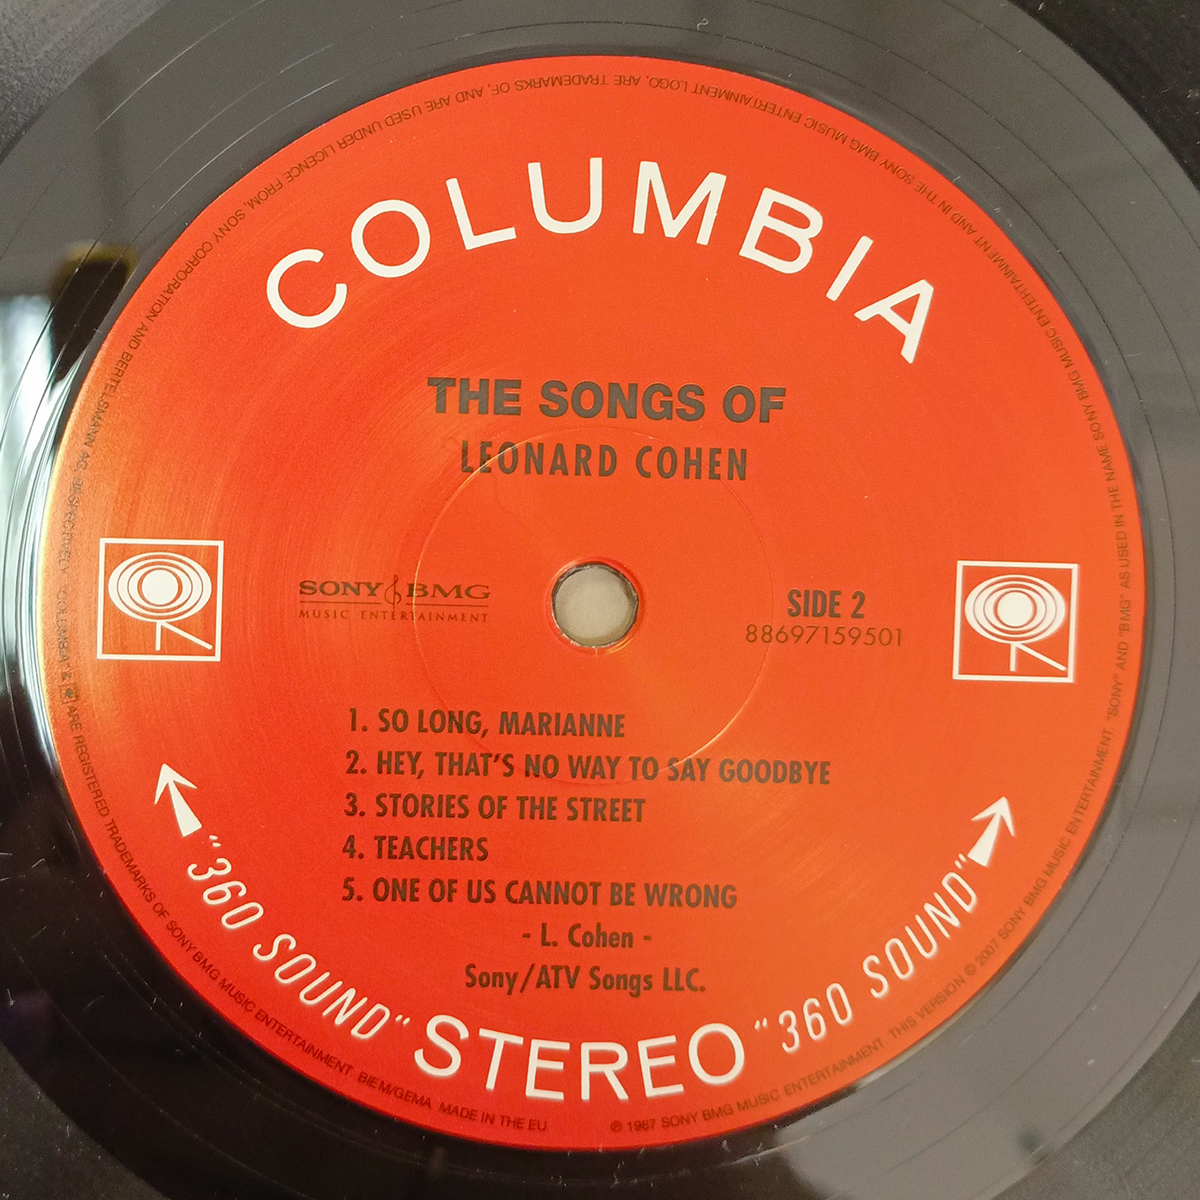 COLUMBIA
THE SONGS OF
LEONARD COHEN
SONY BMG
MUSIC ENTERTAINMENT
SIDE 2
88697159501
1. SO LONG, MARIANNE
2. HEY, THAT'S NO WAY TO SAY GOODBYE
3. STORIES OF THE STREET
4. TEACHERS
5. ONE OF US CANNOT BE WRONG
- L. Cohen -
Sony/ATV Songs LLC.
"360 SOUND" STEREO "360 SOUND"
℗ 1967 SONY BMG MUSIC ENTERTAINMENT THIS VERSION © 2007 SONY BMG MUSIC ENTERTAINMENT "SONY" AND "BMG" AS USED IN THE NAME SONY BMG MUSIC ENTERTAINMENT AND IN THE SONY BMG MUSIC ENTERTAINMENT LOGO, ARE TRADEMARKS OF, AND ARE USED UNDER LICENCE FROM, SONY CORPORATION AND BERTELSMANN AG, RESPECTIVELY "COLUMBIA" & ARE REGISTERED TRADEMARKS OF SONY BMG MUSIC ENTERTAINMENT BIEM/GEMA MADE IN THE EU